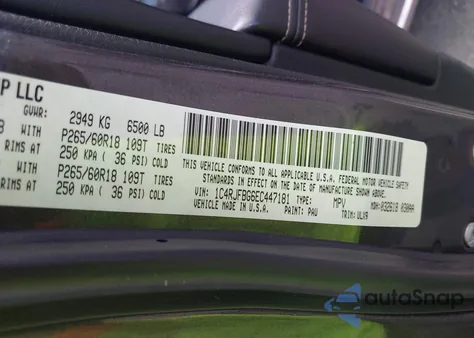 P LLC
GVWR: 2949 KG 6500 LB
WITH P265/60R18 109T TIRES
RIMS AT 250 KPA ( 36 PSI) COLD
WITH P265/60R18 109T TIRES
RIMS AT 250 KPA ( 36 PSI) COLD
THIS VEHICLE CONFORMS TO ALL APPLICABLE U.S.A. FEDERAL MOTOR VEHICLE SAFETY
STANDARDS IN EFFECT ON THE DATE OF MANUFACTURE SHOWN ABOVE.
VEHICLE MADE IN U.S.A.
VIN: 1C4RJFBG6EC447181 TYPE: MPV
PAINT: PAU TRIM: ULX9
autoSnap